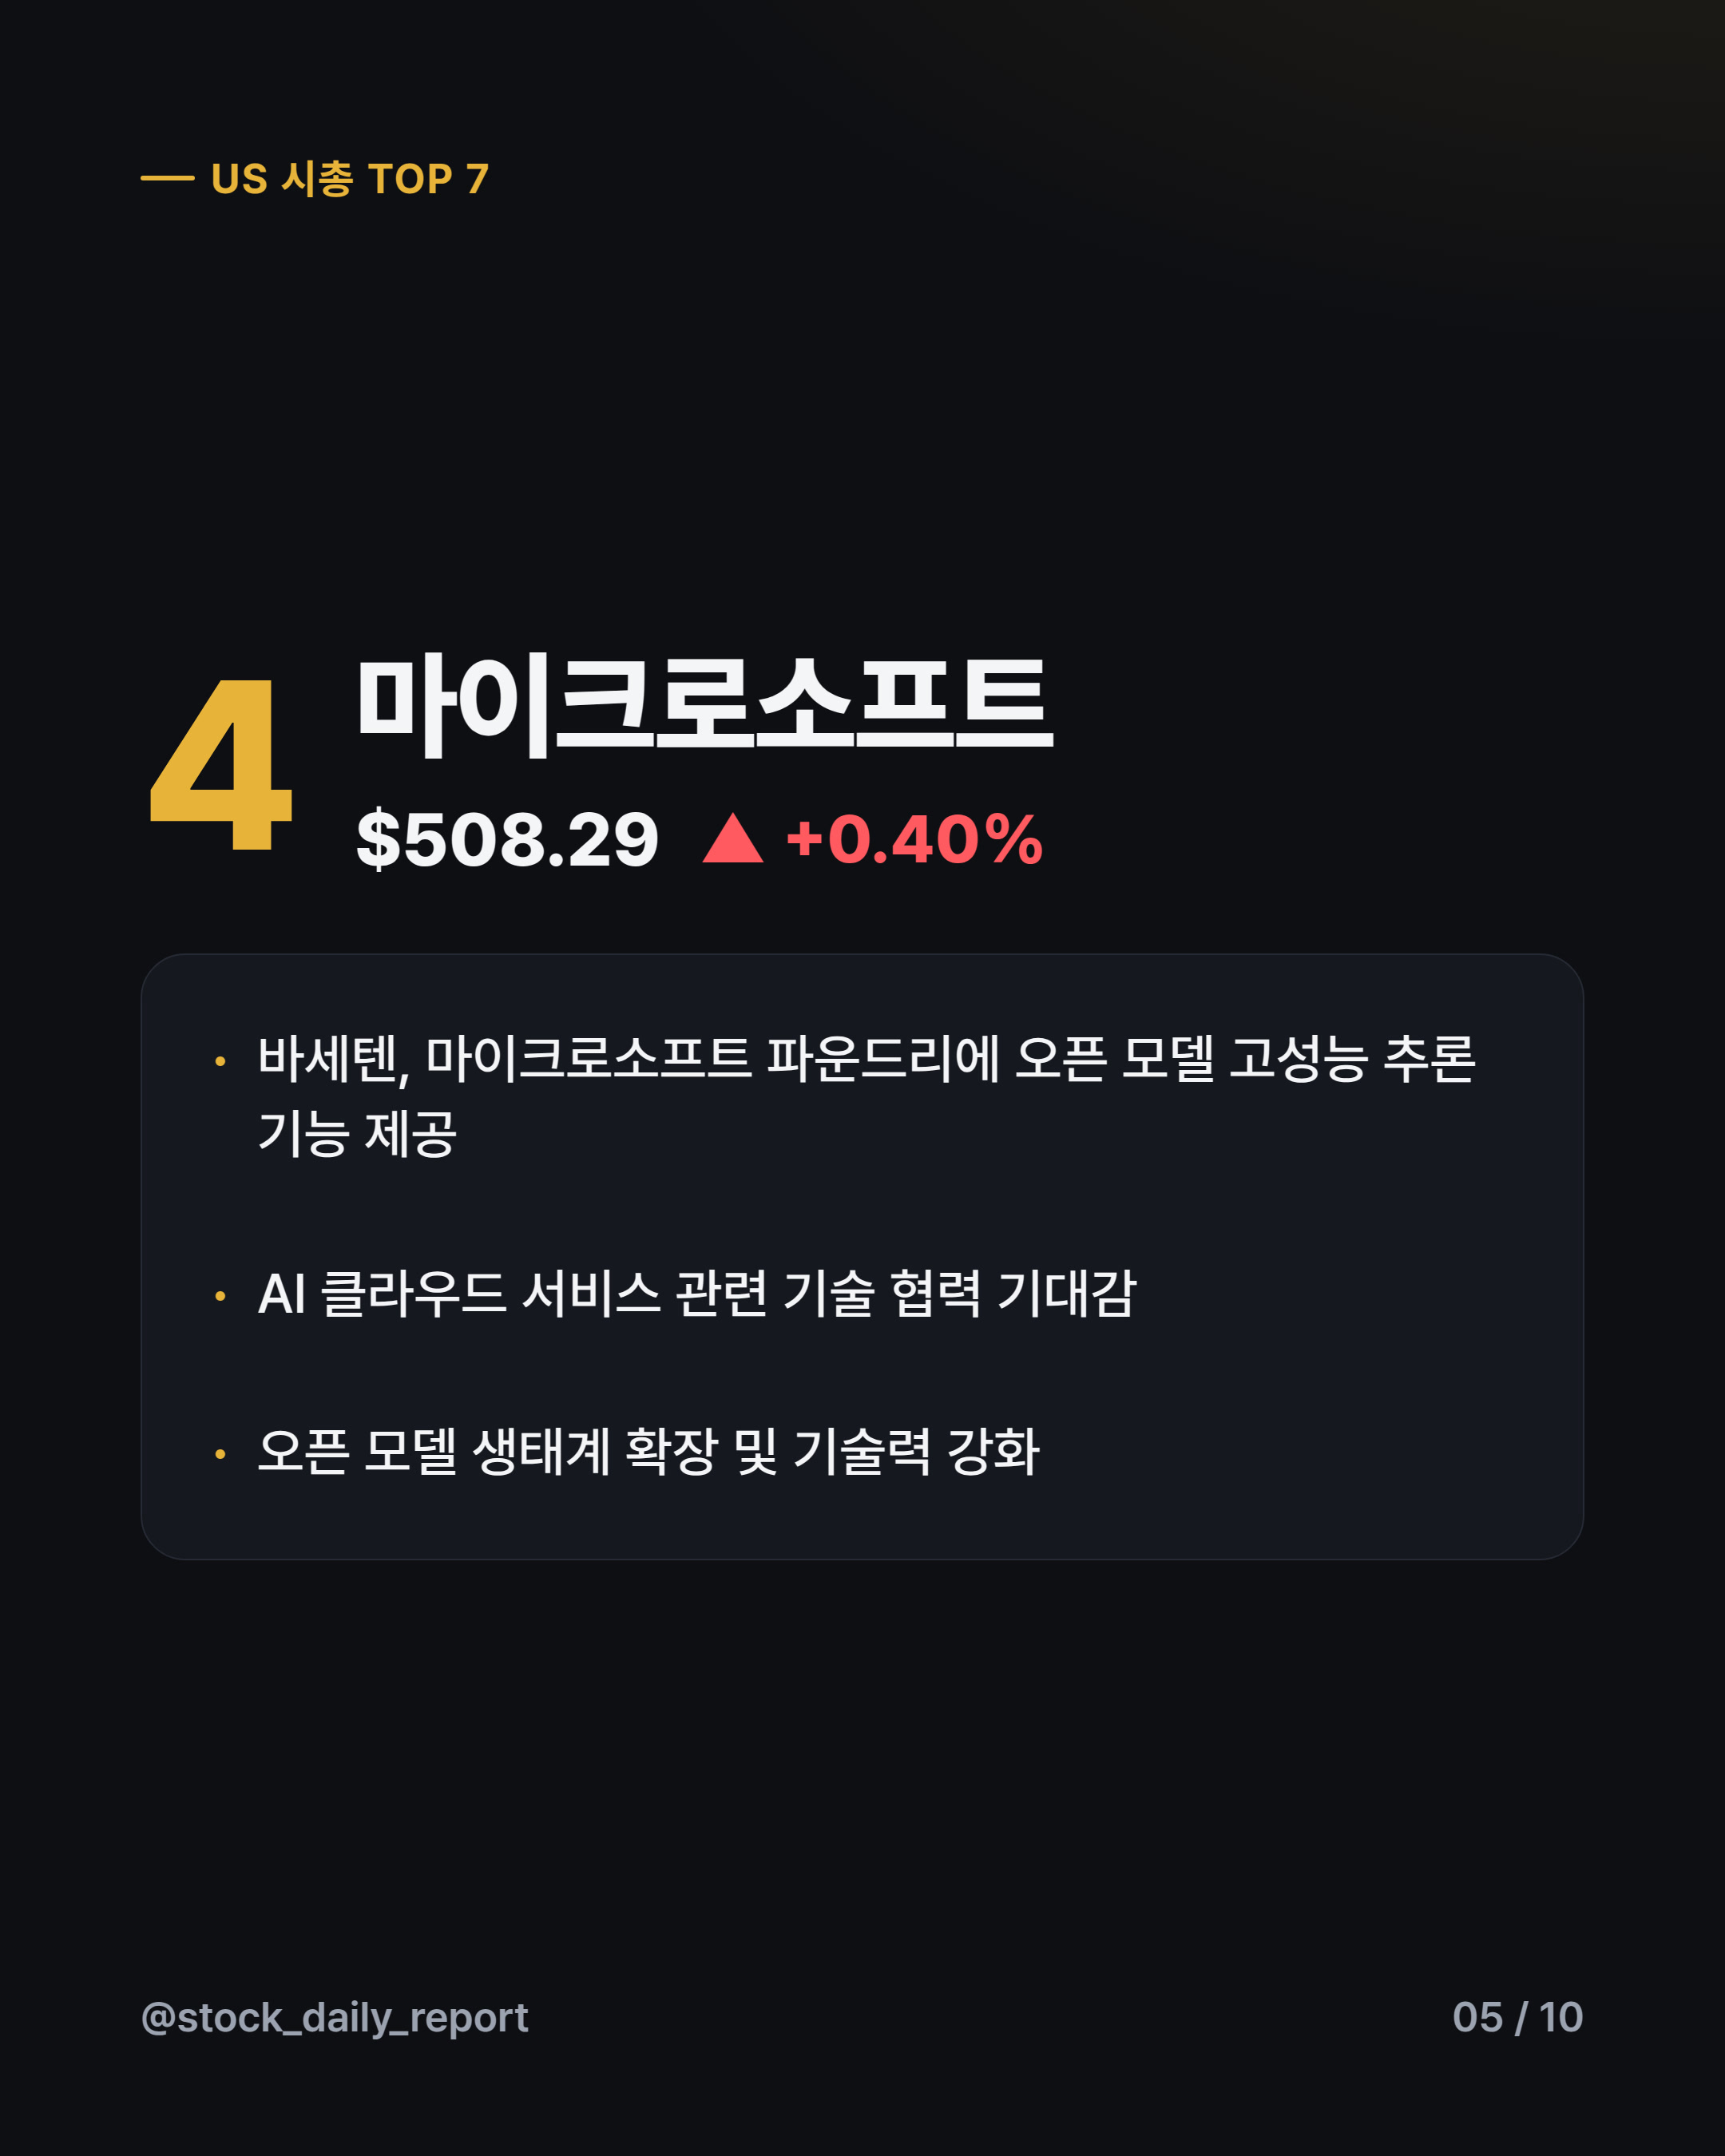 US 시총 TOP 7
4
마이크로소프트
$508.29 ▲ +0.40%
• 바세텐, 마이크로소프트 파운드리에 오픈 모델 고성능 추론
기능 제공
• AI 클라우드 서비스 관련 기술 협력 기대감
• 오픈 모델 생태계 확장 및 기술력 강화
@stock_daily_report
05 / 10